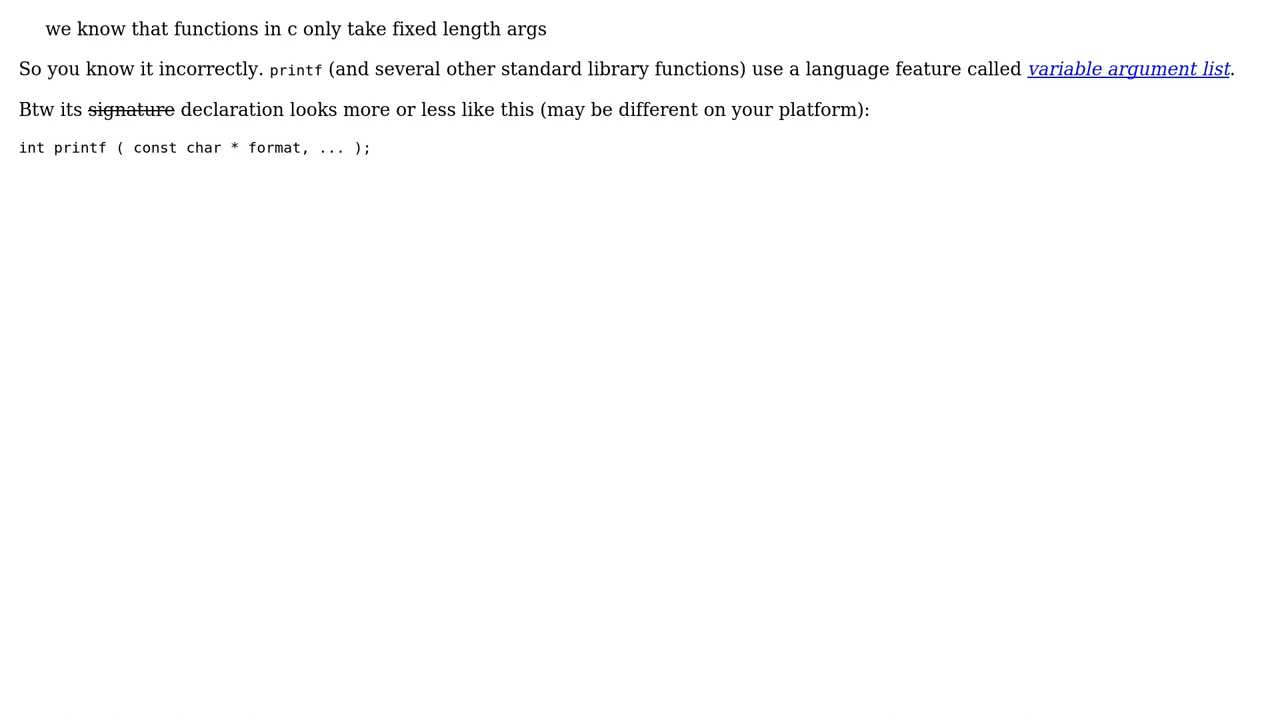 we know that functions in c only take fixed length args
So you know it incorrectly. printf (and several other standard library functions) use a language feature called variable argument list.
Btw its signature declaration looks more or less like this (may be different on your platform):
int printf ( const char * format, ... );